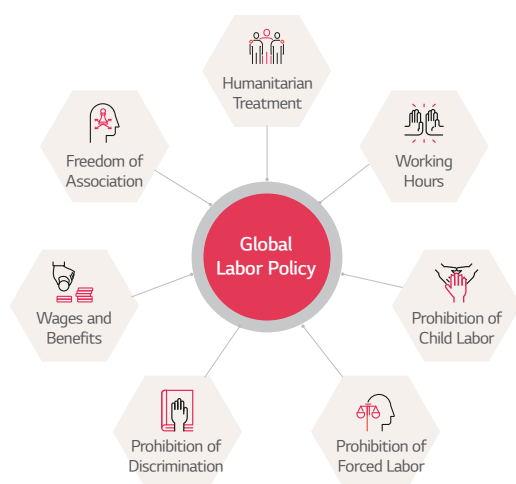 Humanitarian
Treatment
Freedom of
Association
Working
Hours
Global
Labor Policy
Wages and
Benefits
Prohibition of
Child Labor
Prohibition of
Discrimination
Prohibition of
Forced Labor